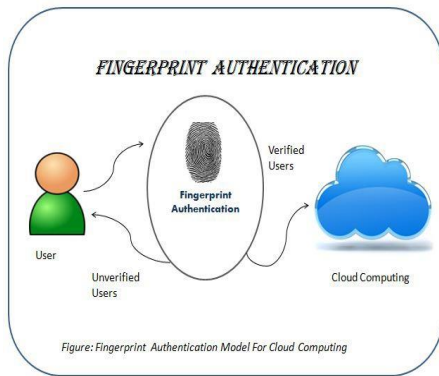 FINGERPRINT AUTHENTICATION
Verified
Users
Fingerprint
Authentication
User
Unverified
Users
Cloud Computing
Figure: Fingerprint Authentication Model For Cloud Computing